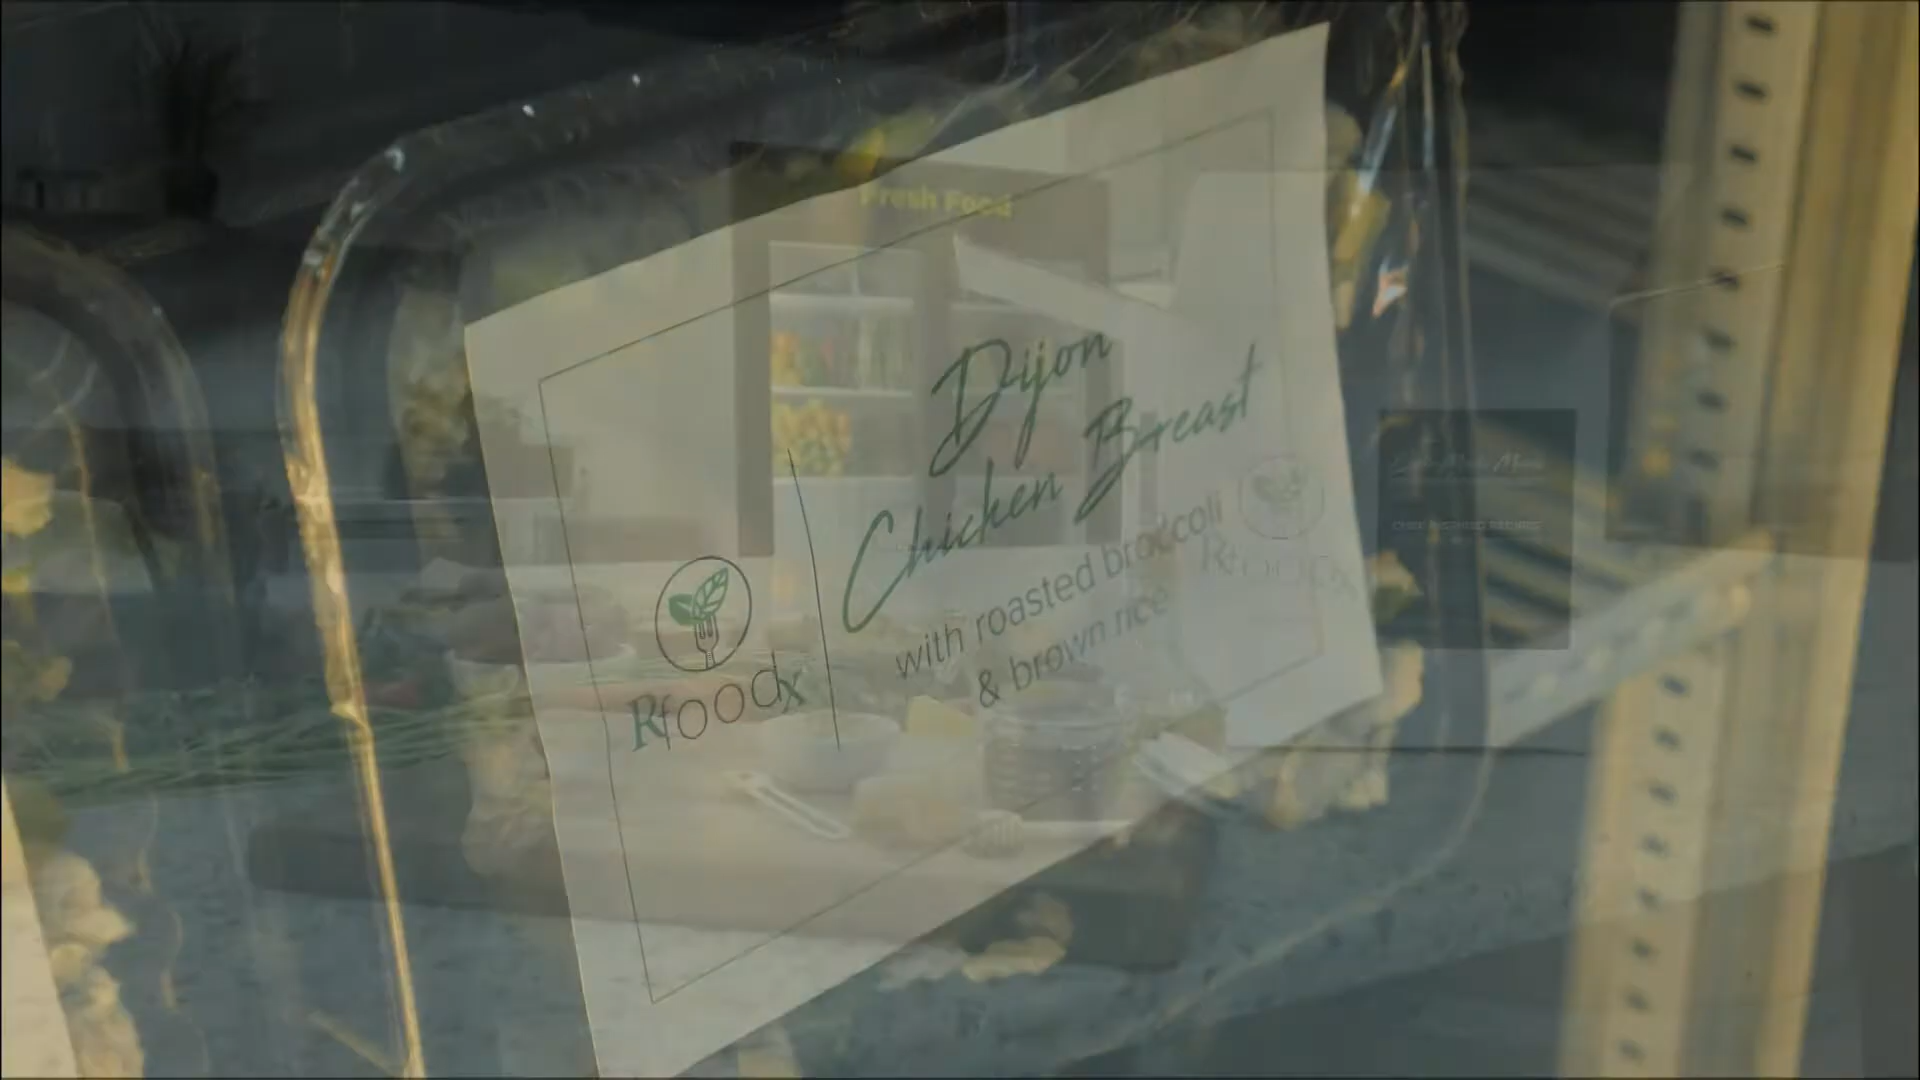 Fresh Food
Dijon
Chicken Breast
with roasted broccoli
& brown rice
Rfoodx